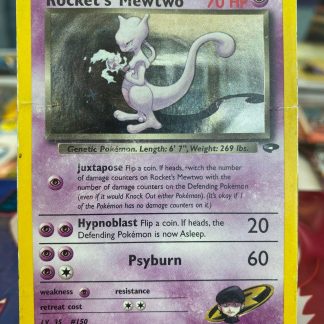 Rocket's Mewtwo 70 HP
Genetic Pokémon. Length: 6' 7", Weight: 269 lbs.
Juxtapose Flip a coin. If heads, switch the number
of damage counters on Rocket's Mewtwo with the
number of damage counters on the Defending Pokémon
(even if it would Knock Out either Pokémon). (It's okay if 1
of the Pokémon has no damage counters on it.)
Hypnoblast Flip a coin. If heads, the 20
Defending Pokémon is now Asleep.
Psyburn 60
weakness resistance
retreat cost
LV. 35 #150